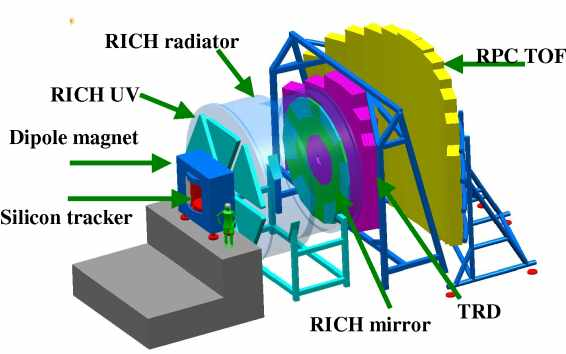 RICH radiator
RPC TOF
RICH UV
Dipole magnet
Silicon tracker
TRD
RICH mirror